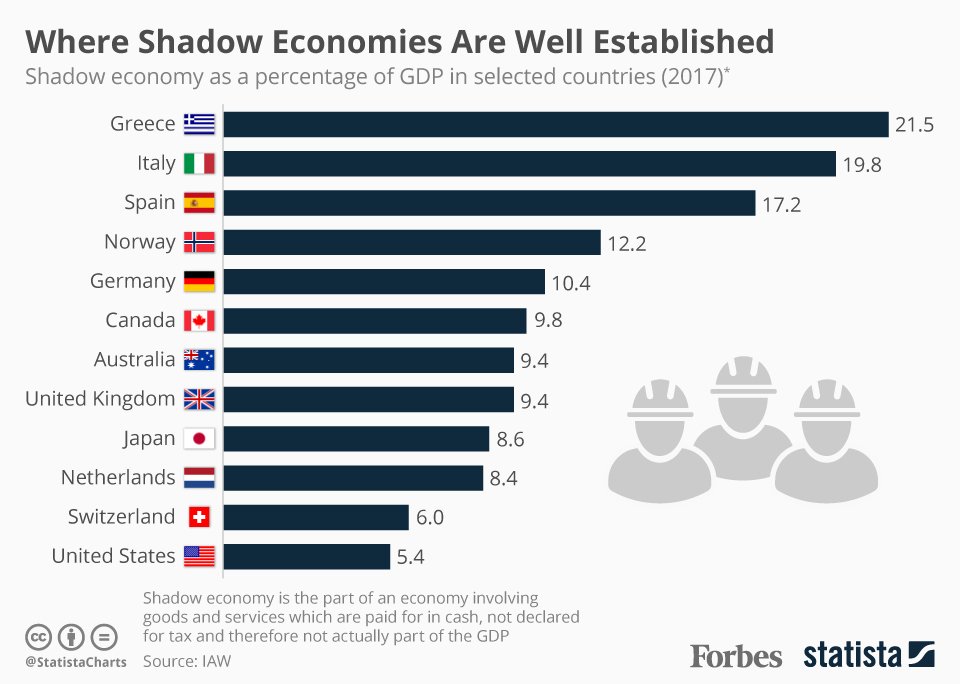 Where Shadow Economies Are Well Established
Shadow economy as a percentage of GDP in selected countries (2017)*
Greece 21.5
Italy 19.8
Spain 17.2
Norway 12.2
Germany 10.4
Canada 9.8
Australia 9.4
United Kingdom 9.4
Japan 8.6
Netherlands 8.4
Switzerland 6.0
United States 5.4
Shadow economy is the part of an economy involving
goods and services which are paid for in cash, not declared
for tax and therefore not actually part of the GDP
cc
@StatistaCharts Source: IAW
Forbes statista